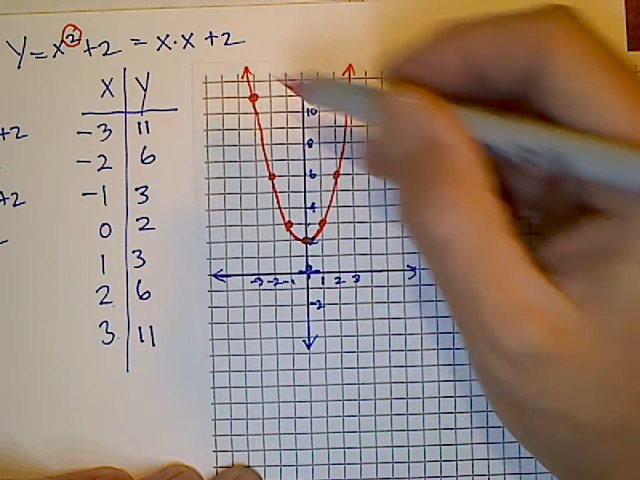 Y=x²+2 = x·x+2
X Y
+2 -3 11
-2 6
+2 -1 3
0 2
1 3
2 6
3 11
10
8
6
4
2
-3 -2 -1 1 2 3
-2